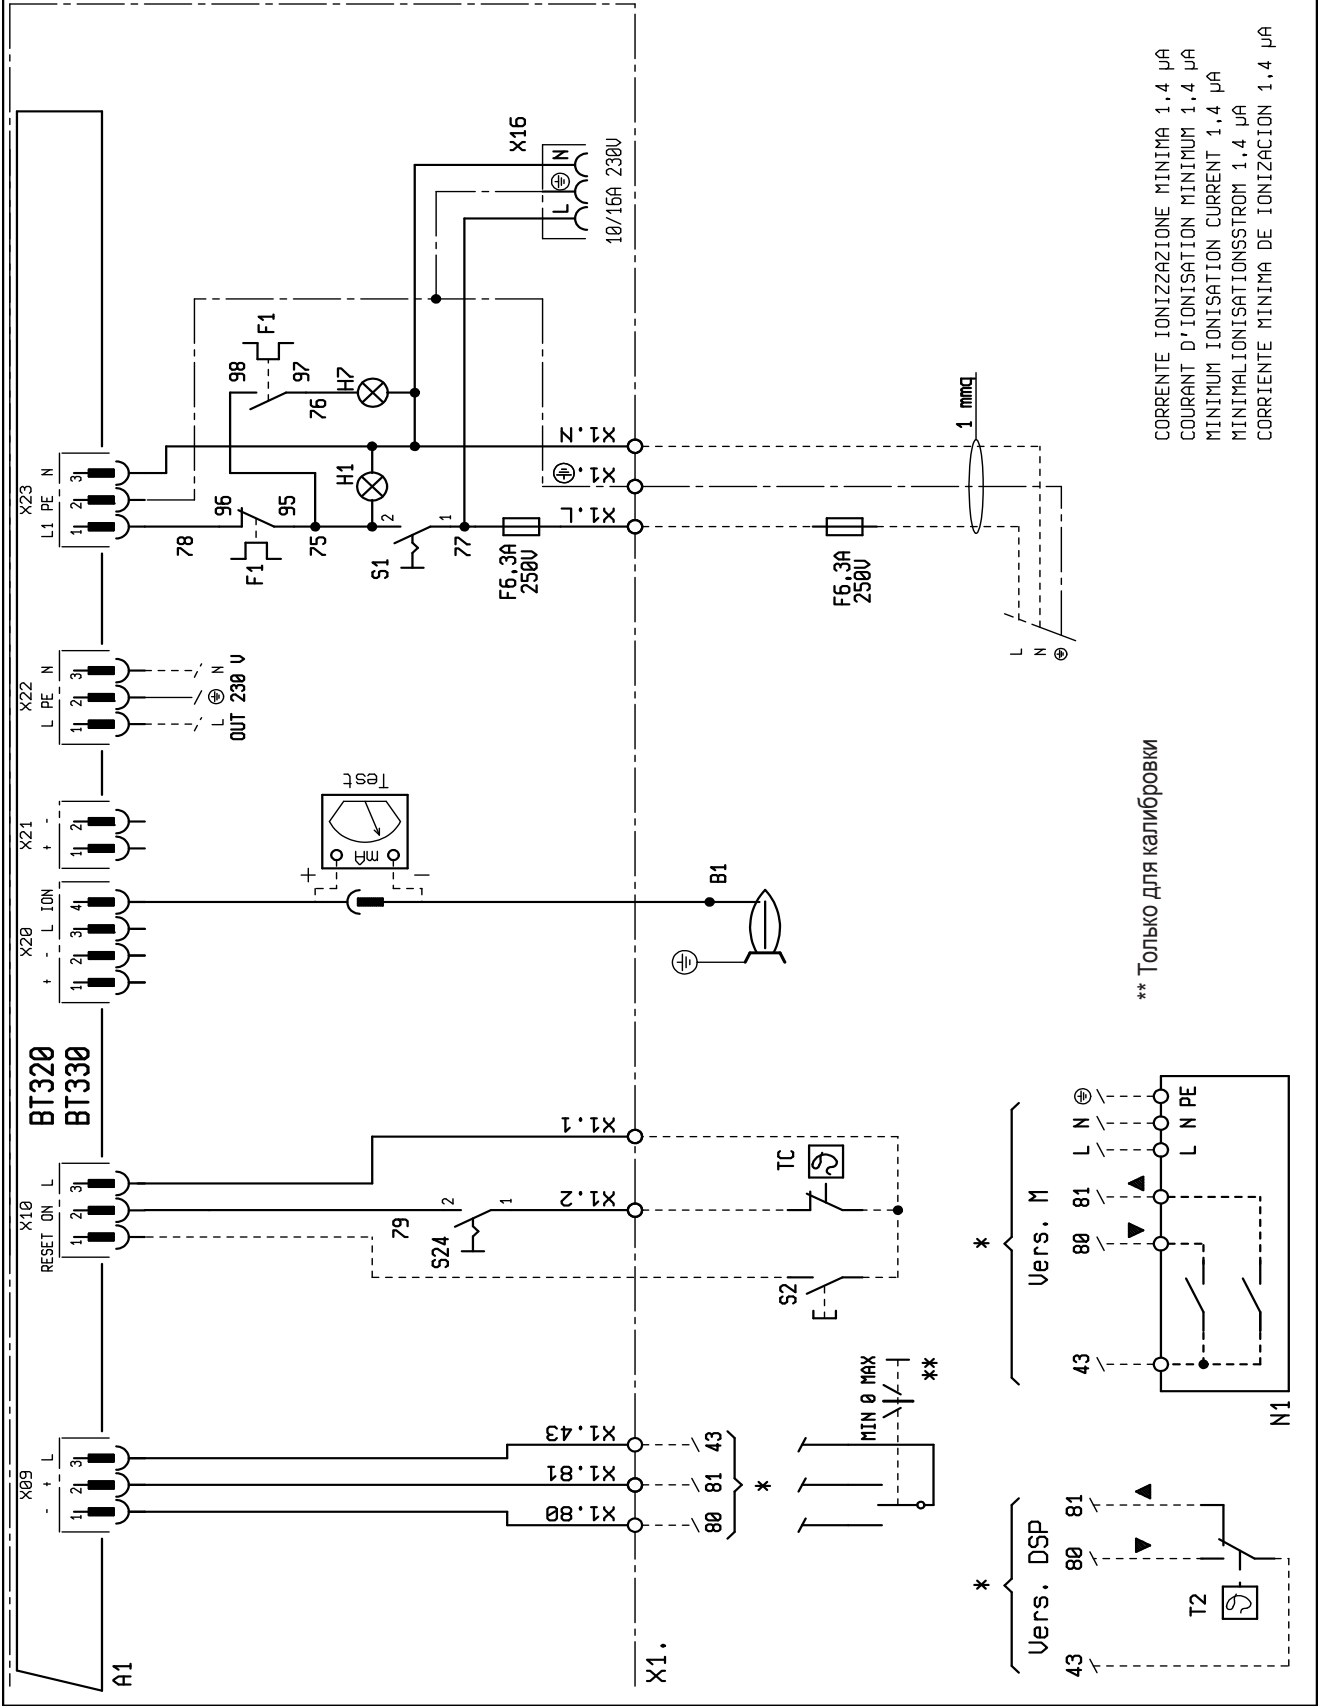 A1
BT320
BT330
X09
- + L
1 2 3
X10
RESET ON L
1 2 3
X20
+ - L ION
1 2 3 4
X21
+ -
1 2
X22
L PE N
1 2 3
X23
L1 PE N
1 2 3
L N
OUT 230 V
78
F1
96
95
75
H1
S1
2
1
77
F6,3A
250V
98
F1
97
76
H7
X16
L N
10/16A 230V
Test
mA
+
-
79
S24
2
1
X1.80
X1.81
X1.43
X1.2
X1.1
X1.L
X1.
X1.N
X1.
B1
S2
TC
F6,3A
250V
1 mmq
L
N
80 81 43
*
MIN 0 MAX
**
*
Vers. DSP
43 80 81
T2
*
Vers. M
43 80 81 L N
L N PE
N1
** Только для калибровки
CORRENTE IONIZZAZIONE MINIMA 1,4 µA
COURANT D'IONISATION MINIMUM 1,4 µA
MINIMUM IONISATION CURRENT 1,4 µA
MINIMALIONISATIONSSTROM 1,4 µA
CORRIENTE MINIMA DE IONIZACION 1,4 µA